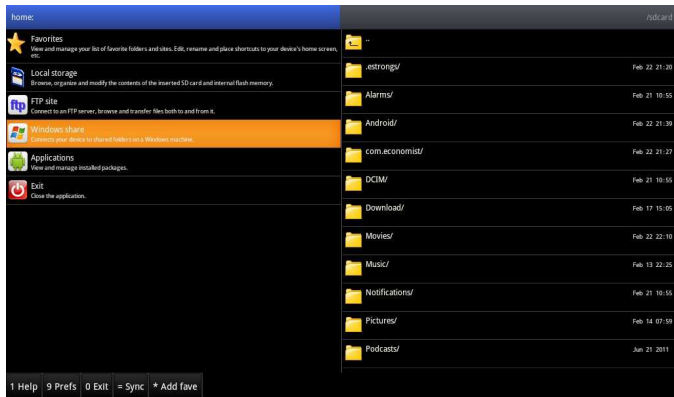 home:
Favorites
View and manage your list of favorite folders and sites. Edit, rename and place shortcuts to your device's home screen,
etc.
Local storage
Browse, organize and modify the contents of the inserted SD card and internal flash memory.
ftp
FTP site
Connect to an FTP server, browse and transfer files both to and from it.
Windows share
Connects your device to shared folders on a Windows machine.
Applications
View and manage installed packages.
Exit
Close the application.
/sdcard
..
.estrongs/ Feb 22 21:20
Alarms/ Feb 21 10:55
Android/ Feb 22 21:39
com.economist/ Feb 22 21:27
DCIM/ Feb 21 10:55
Download/ Feb 17 15:05
Movies/ Feb 22 22:10
Music/ Feb 13 22:25
Notifications/ Feb 21 10:55
Pictures/ Feb 14 07:59
Podcasts/ Jun 21 2011
1 Help 9 Prefs 0 Exit = Sync * Add fave